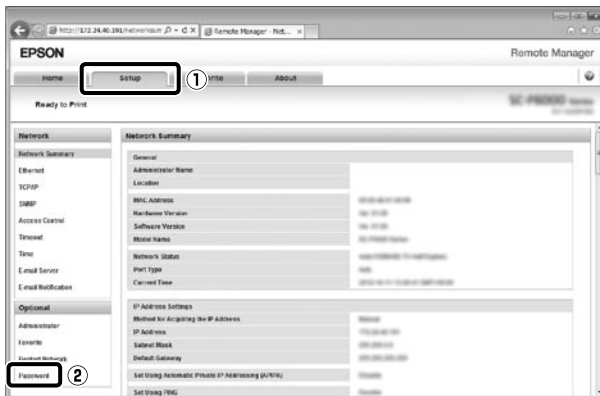 http://172.24.40.191/networksum
Remote Manager - Net...
EPSON
Remote Manager
Home
Setup
①
About
Ready to Print
Network
Network Summary
Ethernet
TCP/IP
SNMP
Access Control
Timeout
Time
E-mail Server
E-mail Notification
Optional
Administrator
Favorite
Password
②
Network Summary
General
Administrator Name
Location
MAC Address
Hardware Version
Software Version
Model Name
Network Status
Port Type
Current Time
IP Address Settings
Method for Acquiring the IP Address
IP Address
Subnet Mask
Default Gateway
Set Using Automatic Private IP Addressing (APIPA)
Set Using PING